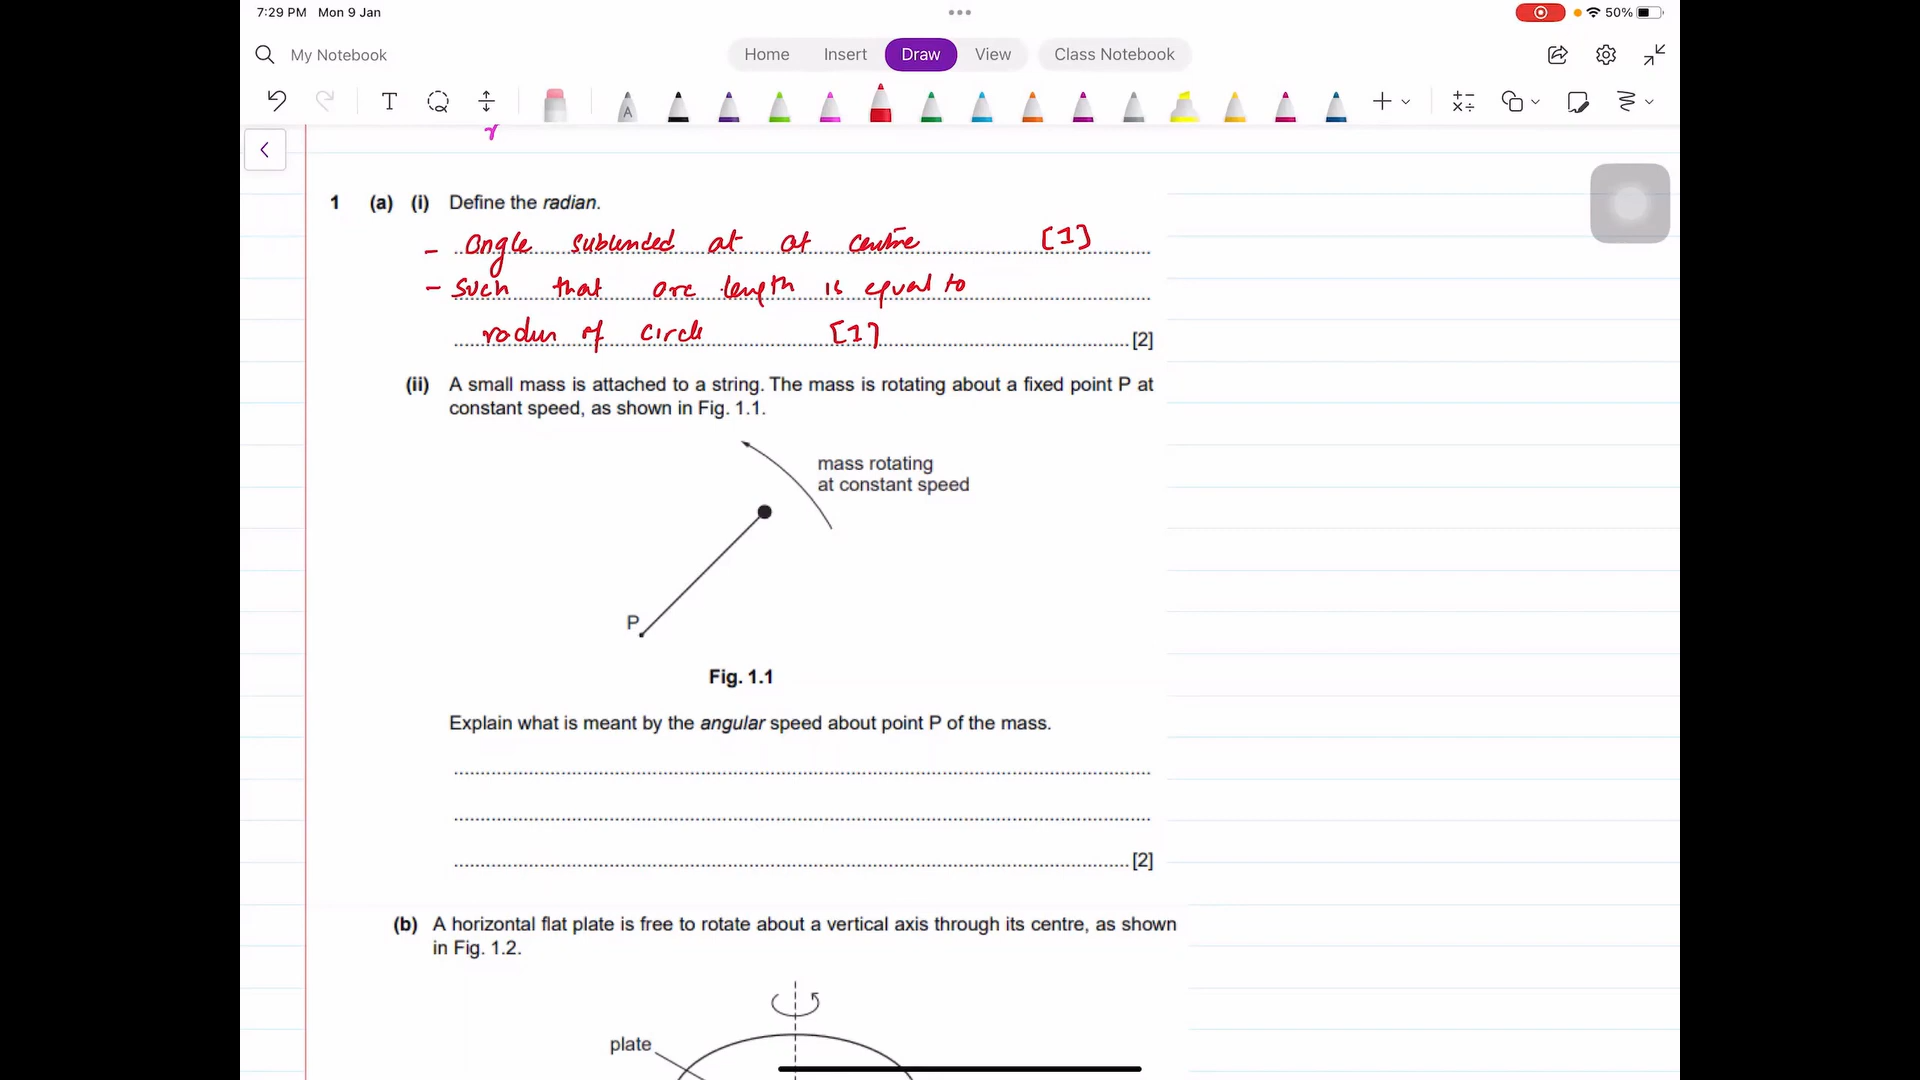 7:29 PM Mon 9 Jan
50%
My Notebook
Home Insert Draw View Class Notebook
T
A
1 (a) (i) Define the radian.
- angle subtended at at centre [1]
- such that arc length is equal to
radius of circle [1] [2]
(ii) A small mass is attached to a string. The mass is rotating about a fixed point P at
constant speed, as shown in Fig. 1.1.
mass rotating
at constant speed
P
Fig. 1.1
Explain what is meant by the angular speed about point P of the mass.
[2]
(b) A horizontal flat plate is free to rotate about a vertical axis through its centre, as shown
in Fig. 1.2.
plate